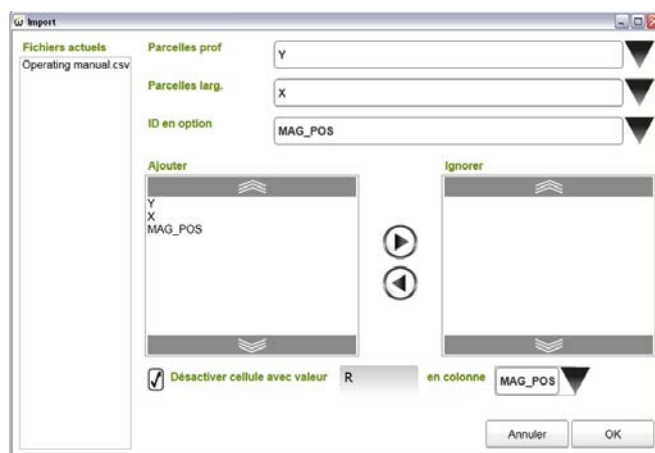 Import
Fichiers actuels
Operating manual.csv
Parcelles prof
Y
Parcelles larg.
X
ID en option
MAG_POS
Ajouter
Ignorer
Y
X
MAG_POS
Désactiver cellule avec valeur R en colonne MAG_POS
Annuler OK